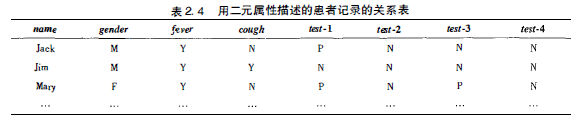 表2.4 用二元属性描述的患者记录的关系表
name gender fever cough test-1 test-2 test-3 test-4
Jack M Y N P N N N
Jim M Y Y N N N N
Mary F Y N P N P N
… … … … … … … …